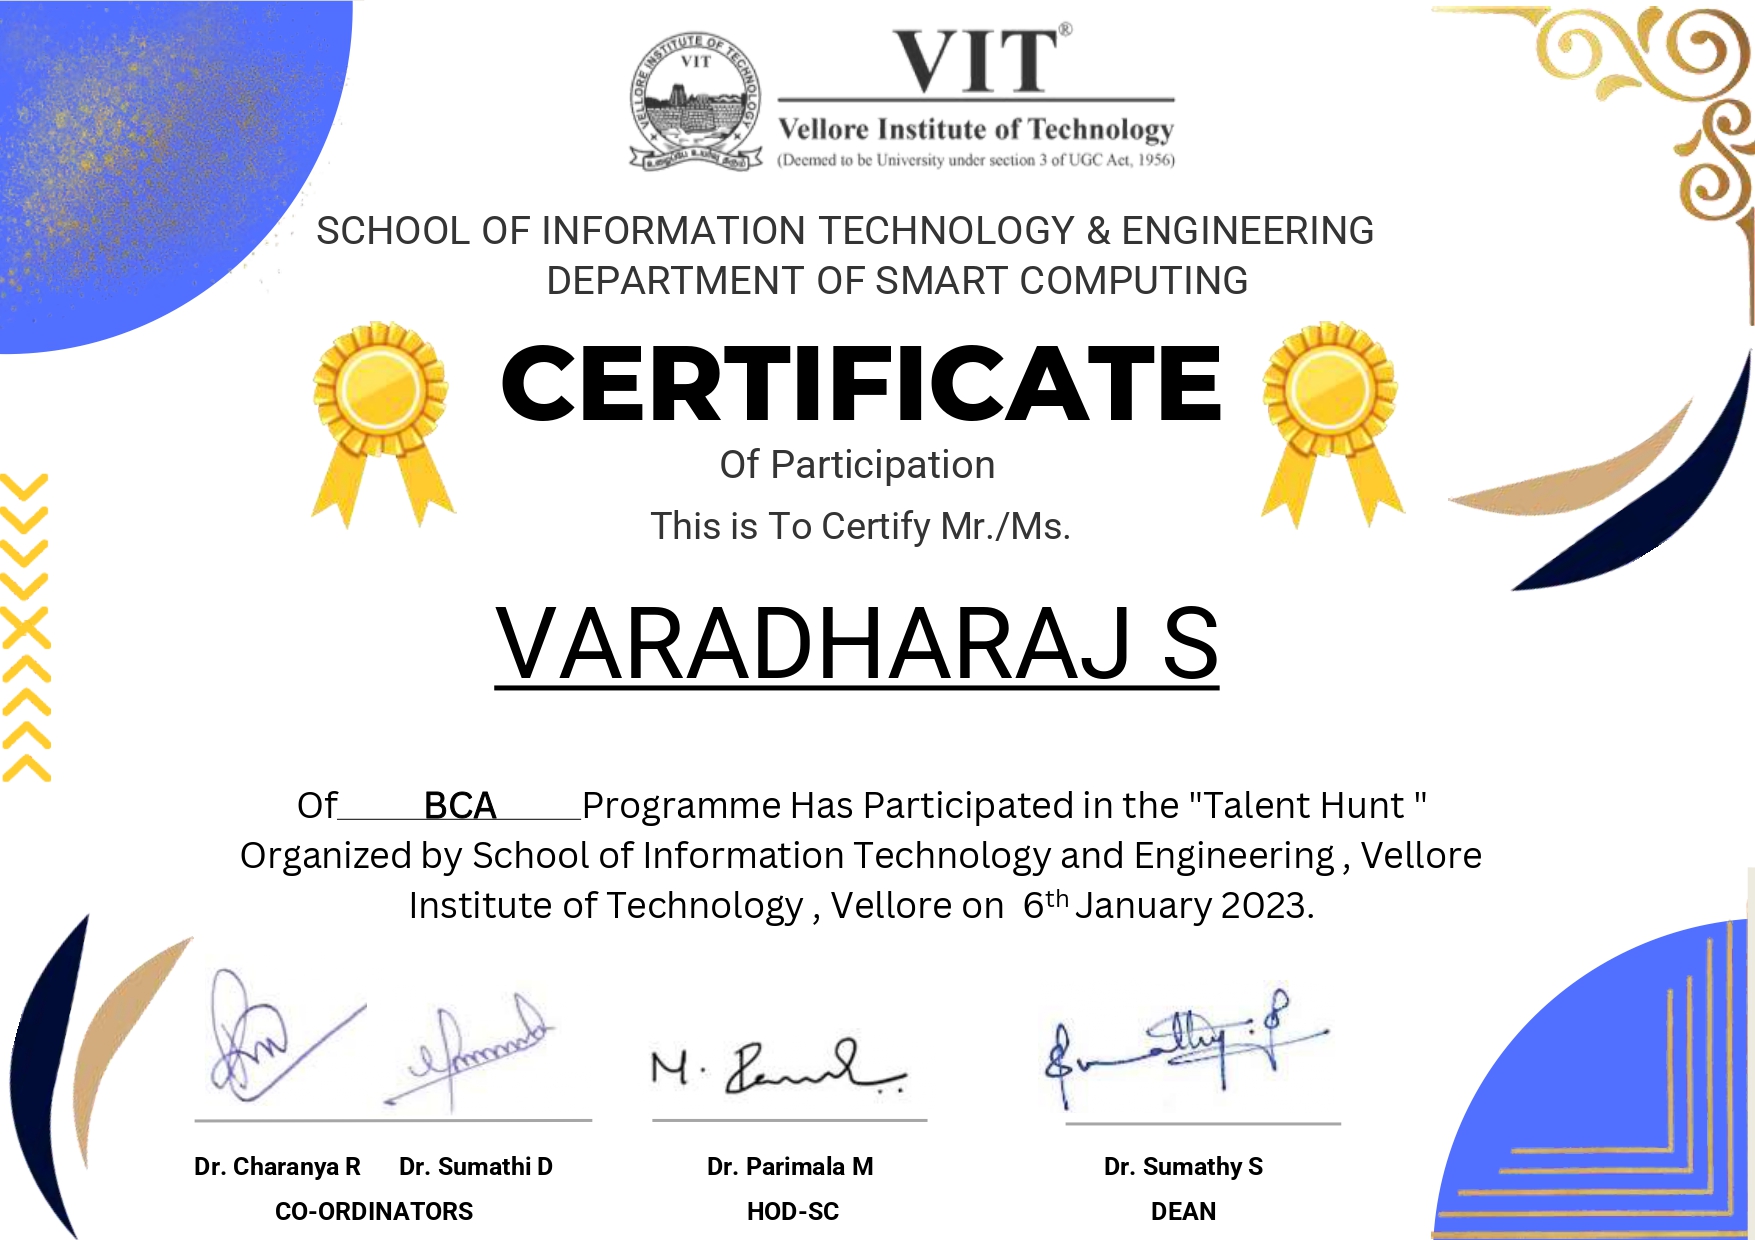 VELLORE INSTITUTE OF TECHNOLOGY
VIT
VIT®
Vellore Institute of Technology
(Deemed to be University under section 3 of UGC Act, 1956)
SCHOOL OF INFORMATION TECHNOLOGY & ENGINEERING
DEPARTMENT OF SMART COMPUTING
CERTIFICATE
Of Participation
This is To Certify Mr./Ms.
VARADHARAJ S
Of BCA Programme Has Participated in the "Talent Hunt "
Organized by School of Information Technology and Engineering , Vellore
Institute of Technology , Vellore on 6th January 2023.
Dr. Charanya R Dr. Sumathi D Dr. Parimala M Dr. Sumathy S
CO-ORDINATORS HOD-SC DEAN